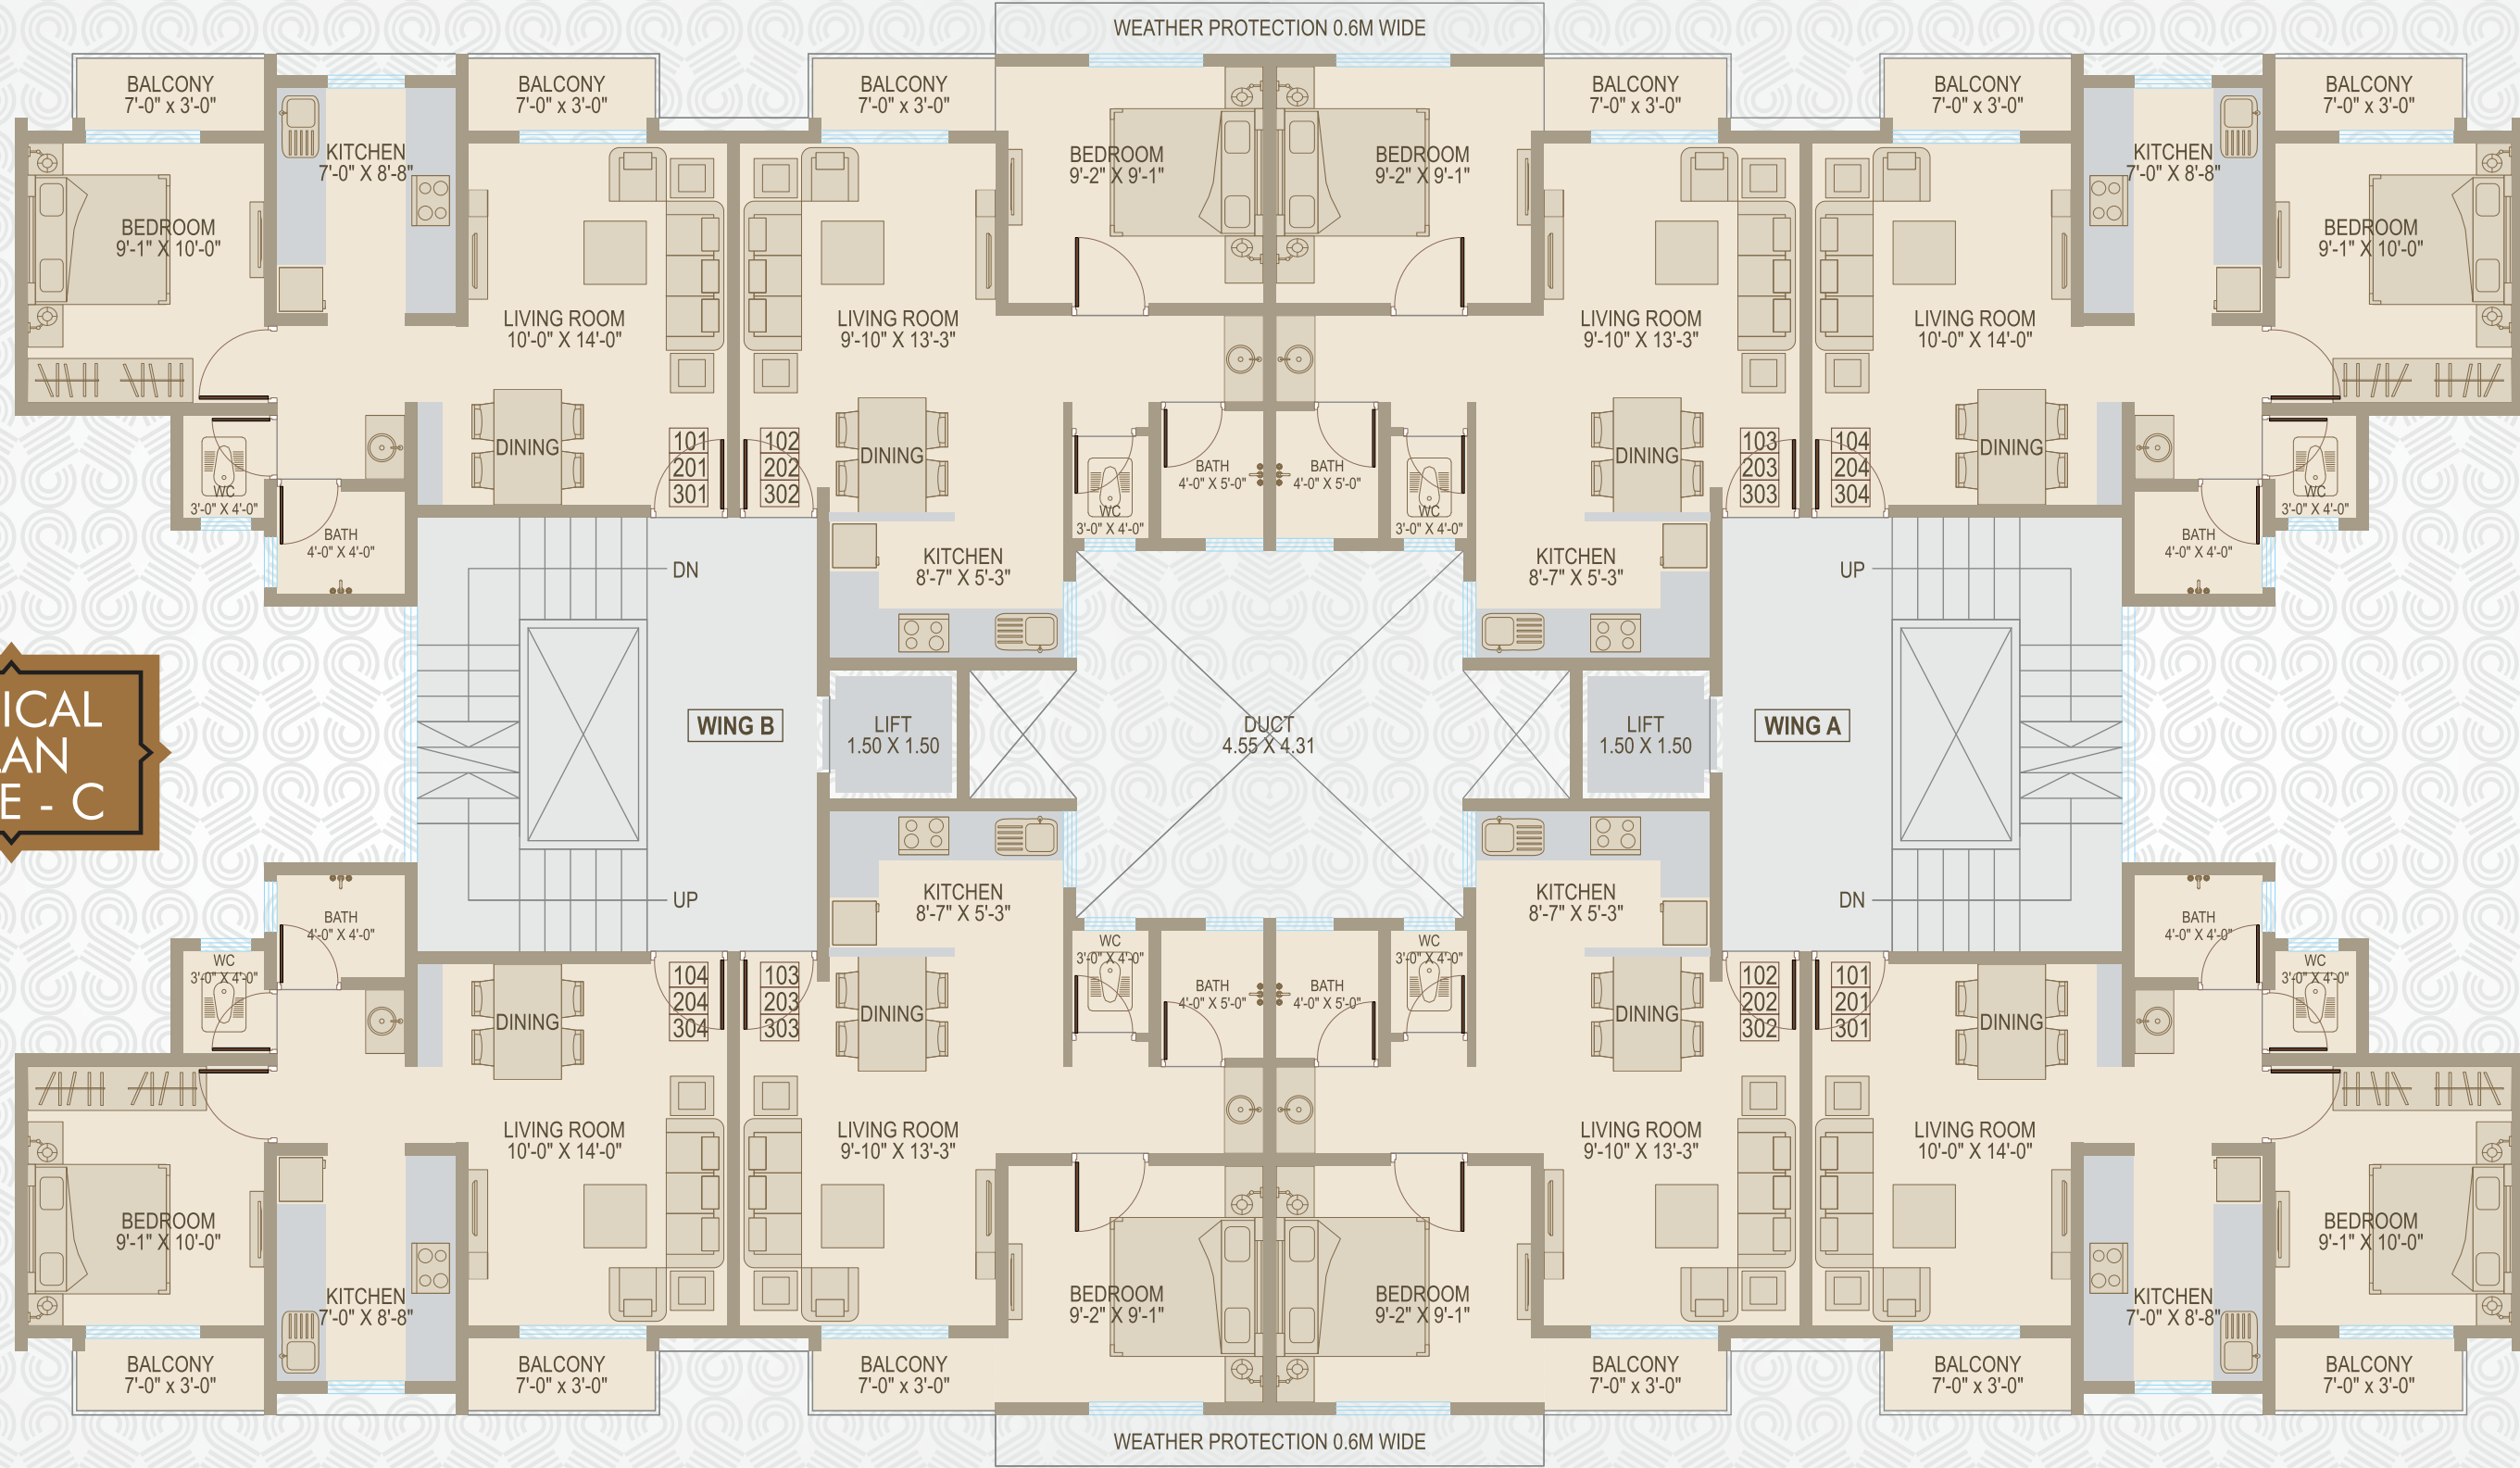 WEATHER PROTECTION 0.6M WIDE
BALCONY
7'-0" x 3'-0"
BALCONY
7'-0" x 3'-0"
BALCONY
7'-0" x 3'-0"
BALCONY
7'-0" x 3'-0"
BALCONY
7'-0" x 3'-0"
BALCONY
7'-0" x 3'-0"
KITCHEN
7'-0" X 8'-8"
BEDROOM
9'-2" X 9'-1"
BEDROOM
9'-2" X 9'-1"
KITCHEN
7'-0" X 8'-8"
BEDROOM
9'-1" X 10'-0"
BEDROOM
9'-1" X 10'-0"
LIVING ROOM
10'-0" X 14'-0"
LIVING ROOM
9'-10" X 13'-3"
LIVING ROOM
9'-10" X 13'-3"
LIVING ROOM
10'-0" X 14'-0"
DINING
101
201
301
102
202
302
DINING
DINING
103
203
303
104
204
304
DINING
WC
3'-0" X 4'-0"
BATH
4'-0" X 4'-0"
WC
3'-0" X 4'-0"
BATH
4'-0" X 5'-0"
BATH
4'-0" X 5'-0"
WC
3'-0" X 4'-0"
BATH
4'-0" X 4'-0"
WC
3'-0" X 4'-0"
DN
KITCHEN
8'-7" X 5'-3"
KITCHEN
8'-7" X 5'-3"
UP
ICAL
AN
E - C
WING B
LIFT
1.50 X 1.50
DUCT
4.55 X 4.31
LIFT
1.50 X 1.50
WING A
UP
KITCHEN
8'-7" X 5'-3"
KITCHEN
8'-7" X 5'-3"
DN
BATH
4'-0" X 4'-0"
WC
3'-0" X 4'-0"
WC
3'-0" X 4'-0"
BATH
4'-0" X 5'-0"
BATH
4'-0" X 5'-0"
WC
3'-0" X 4'-0"
BATH
4'-0" X 4'-0"
WC
3'-0" X 4'-0"
DINING
104
204
304
103
203
303
DINING
DINING
102
202
302
101
201
301
DINING
LIVING ROOM
10'-0" X 14'-0"
LIVING ROOM
9'-10" X 13'-3"
LIVING ROOM
9'-10" X 13'-3"
LIVING ROOM
10'-0" X 14'-0"
BEDROOM
9'-1" X 10'-0"
BEDROOM
9'-1" X 10'-0"
KITCHEN
7'-0" X 8'-8"
BEDROOM
9'-2" X 9'-1"
BEDROOM
9'-2" X 9'-1"
KITCHEN
7'-0" X 8'-8"
BALCONY
7'-0" x 3'-0"
BALCONY
7'-0" x 3'-0"
BALCONY
7'-0" x 3'-0"
BALCONY
7'-0" x 3'-0"
BALCONY
7'-0" x 3'-0"
BALCONY
7'-0" x 3'-0"
WEATHER PROTECTION 0.6M WIDE